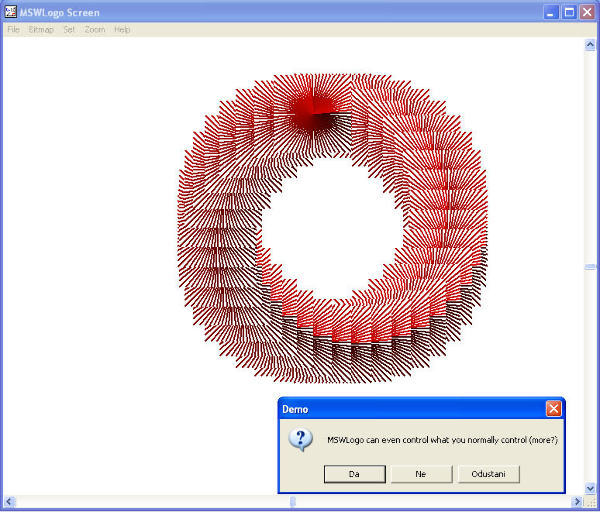 MSWLogo Screen
File Bitmap Set Zoom Help
Demo
MSWLogo can even control what you normally control (more?)
Da Ne Odustani